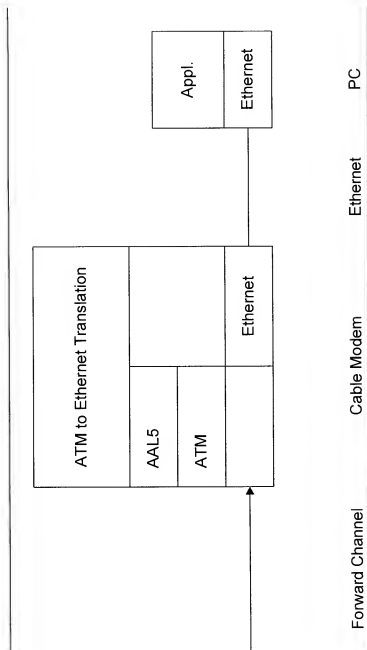 ATM to Ethernet Translation
AAL5
ATM
Ethernet
Appl.
Ethernet
Forward Channel
Cable Modem
Ethernet
PC